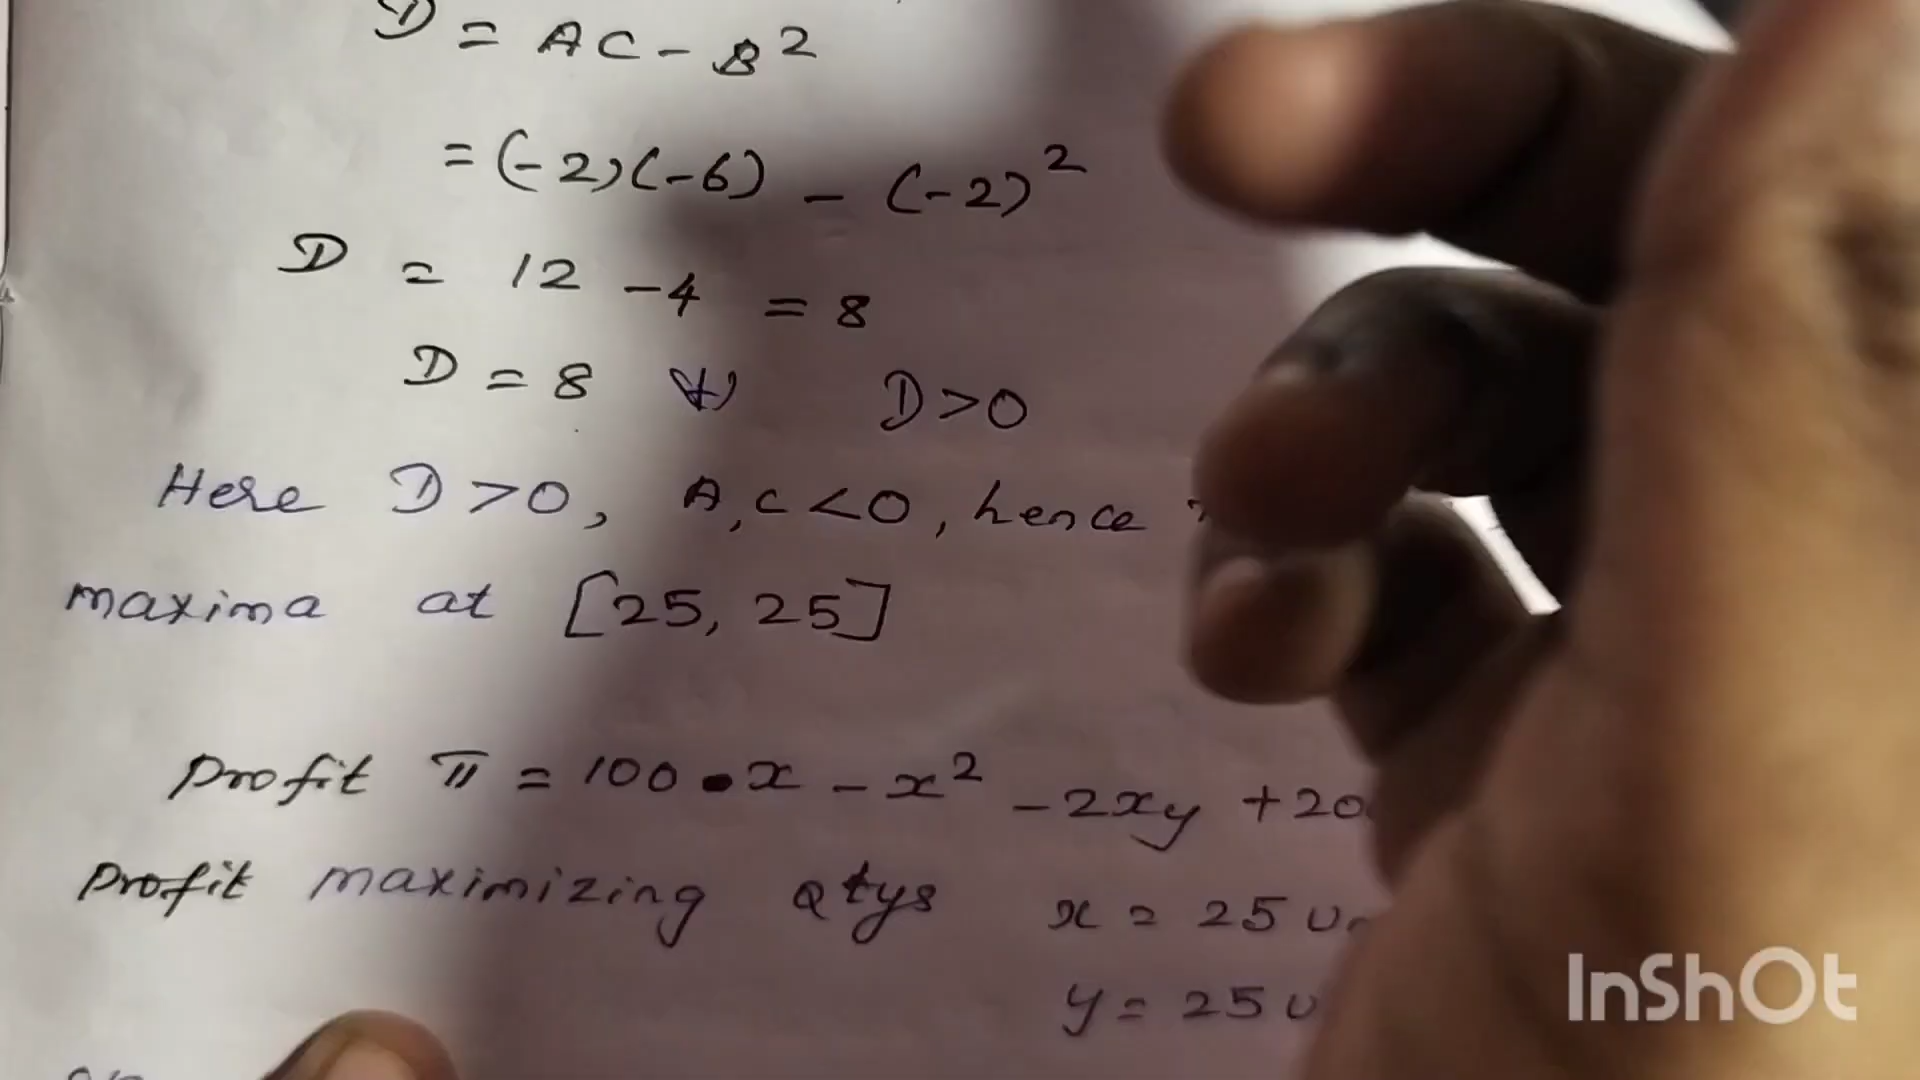 D = AC - B²
= (-2)(-6) - (-2)²
D = 12 - 4 = 8
D = 8 (+) D > 0
Here D > 0, A, C < 0, hence
maxima at [25, 25]
Profit π = 100 · x - x² - 2xy + 20
Profit maximizing Qtys x = 25
y = 25
InShOt